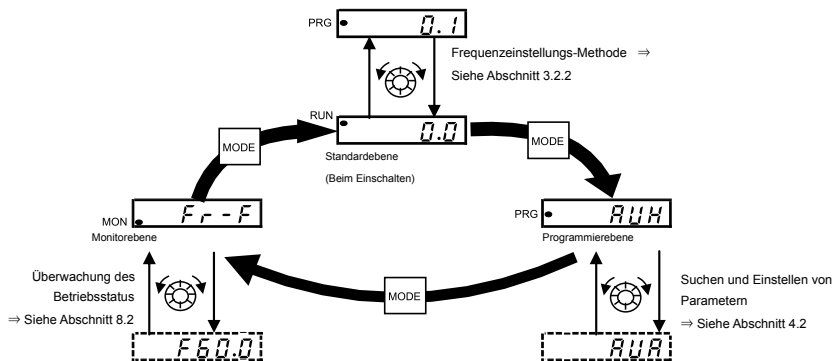 PRG
0.1
Frequenzeinstellungs-Methode ⇒
Siehe Abschnitt 3.2.2
RUN
0.0
MODE
MODE
Standardebene
(Beim Einschalten)
MON
Fr-F
Monitorebene
PRG
AUH
Programmierebene
Überwachung des
Betriebsstatus
⇒ Siehe Abschnitt 8.2
MODE
Suchen und Einstellen von
Parametern
⇒ Siehe Abschnitt 4.2
F60.0
AUA